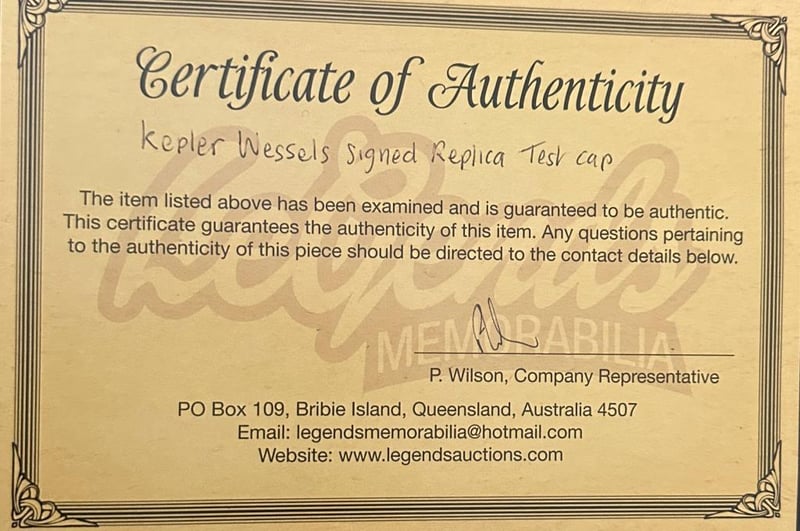 Certificate of Authenticity
Kepler Wessels Signed Replica Test cap
Legends
MEMORABILIA
The item listed above has been examined and is guaranteed to be authentic.
This certificate guarantees the authenticity of this item. Any questions pertaining
to the authenticity of this piece should be directed to the contact details below.
P. Wilson, Company Representative
PO Box 109, Bribie Island, Queensland, Australia 4507
Email: legendsmemorabilia@hotmail.com
Website: www.legendsauctions.com